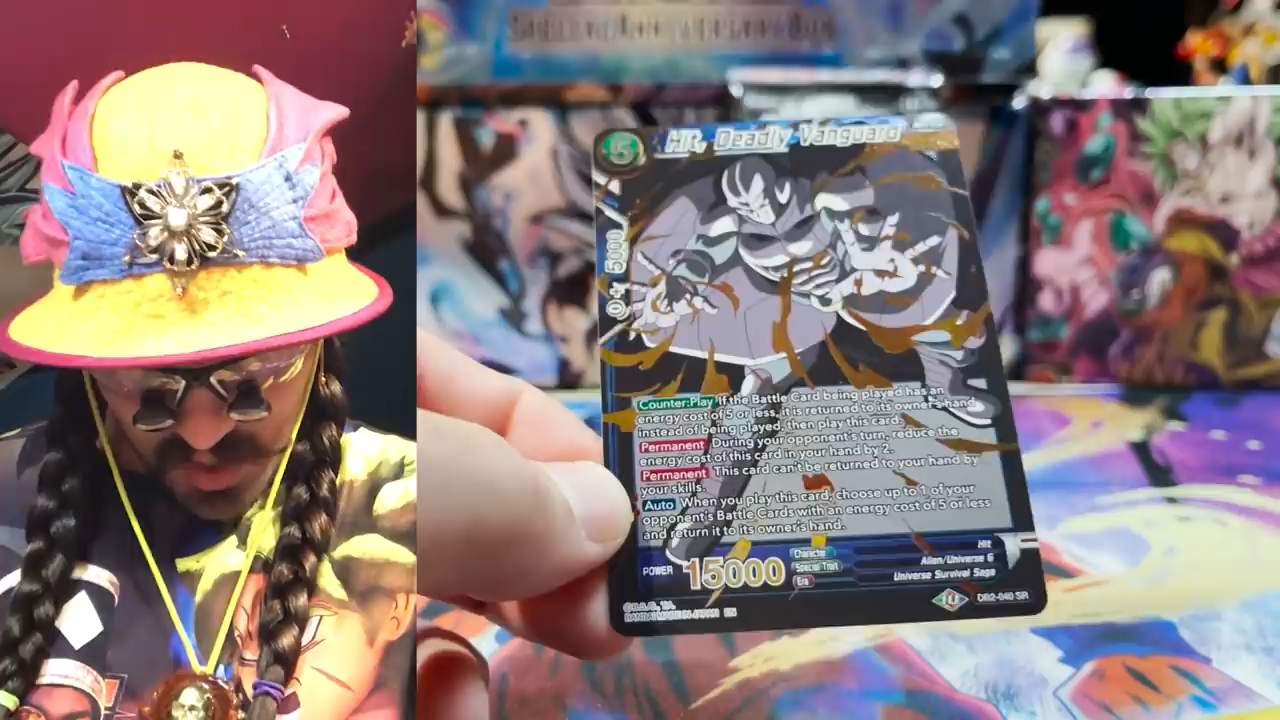 5
Hit, Deadly Vanguard
5000
Counter:Play If the Battle Card being played has an
energy cost of 5 or less, it is returned to its owner's hand
instead of being played, then play this card.
Permanent During your opponent's turn, reduce the
energy cost of this card in your hand by 2.
Permanent This card can't be returned to your hand by
your skills.
Auto When you play this card, choose up to 1 of your
opponent's Battle Cards with an energy cost of 5 or less
and return it to its owner's hand.
POWER 15000
Character Hit
Special Trait Alien/Universe 6
Era Universe Survival Saga
DB2-040 SR